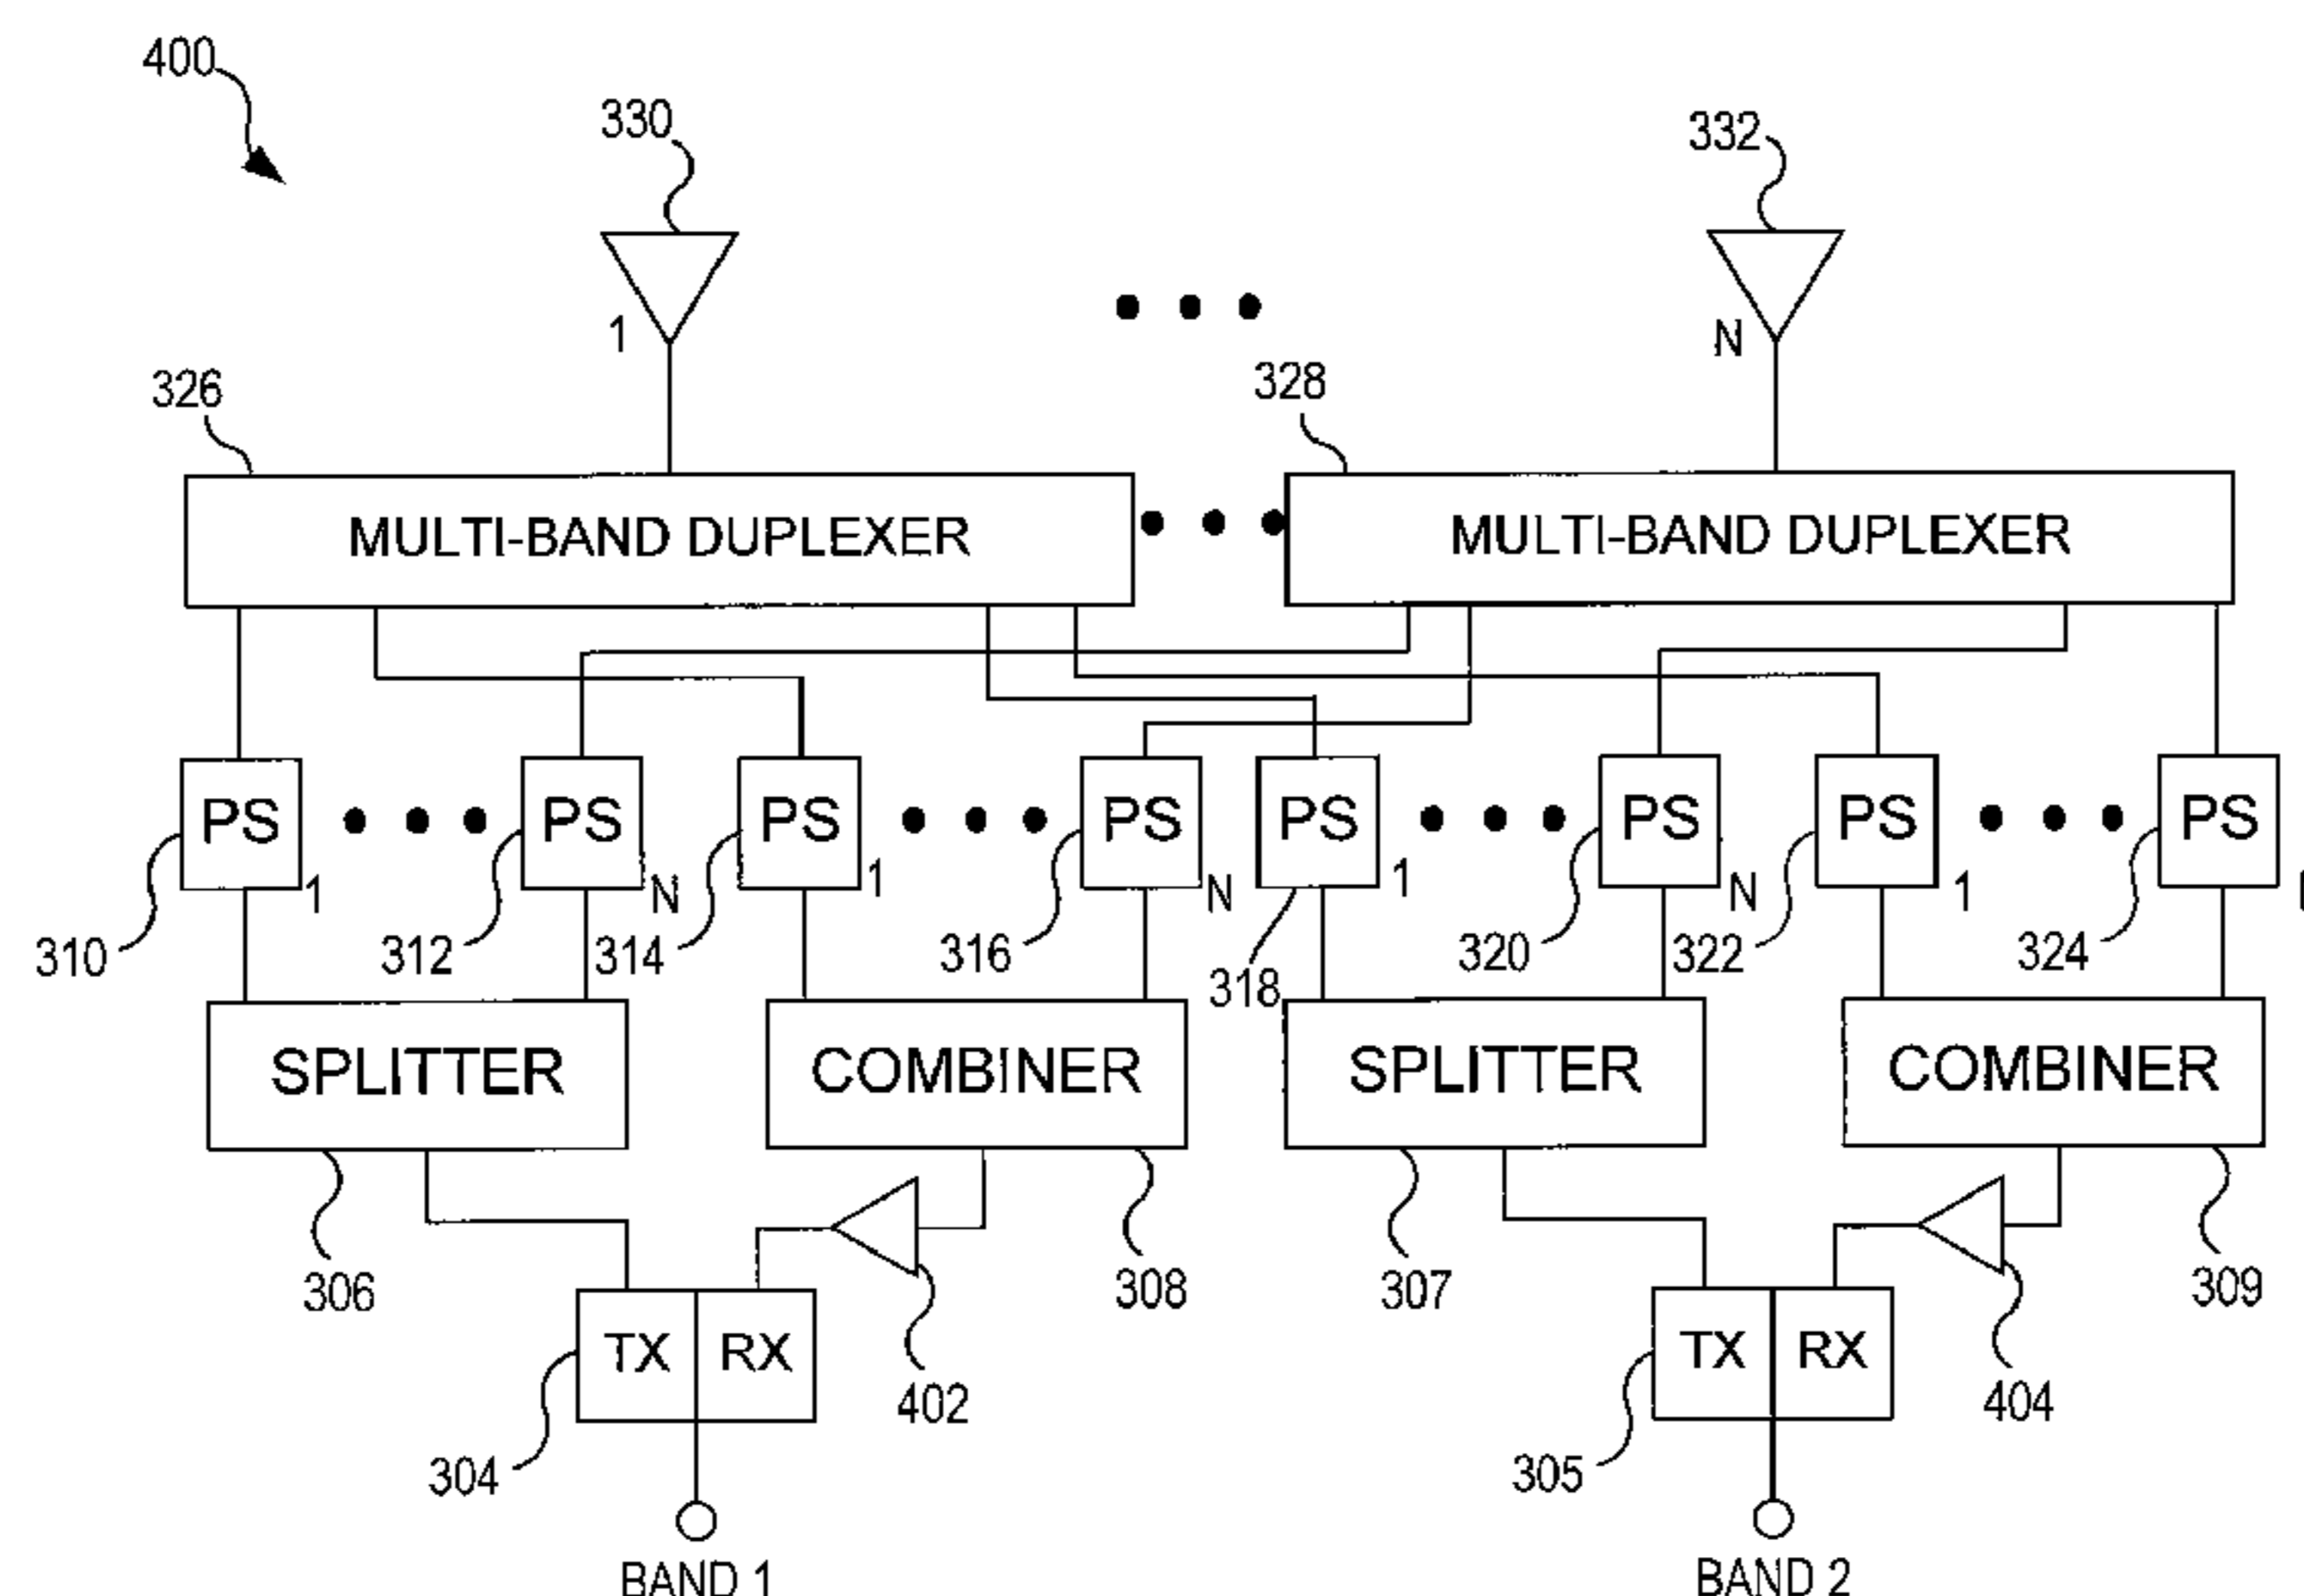 400
330
332
1
N
326
328
MULTI-BAND DUPLEXER
MULTI-BAND DUPLEXER
PS
PS
PS
PS
PS
PS
PS
PS
1
N
1
N
1
N
1
310
312
314
316
318
320
322
324
SPLITTER
COMBINER
SPLITTER
COMBINER
306
308
307
309
TX
RX
TX
RX
402
404
304
305
BAND 1
BAND 2